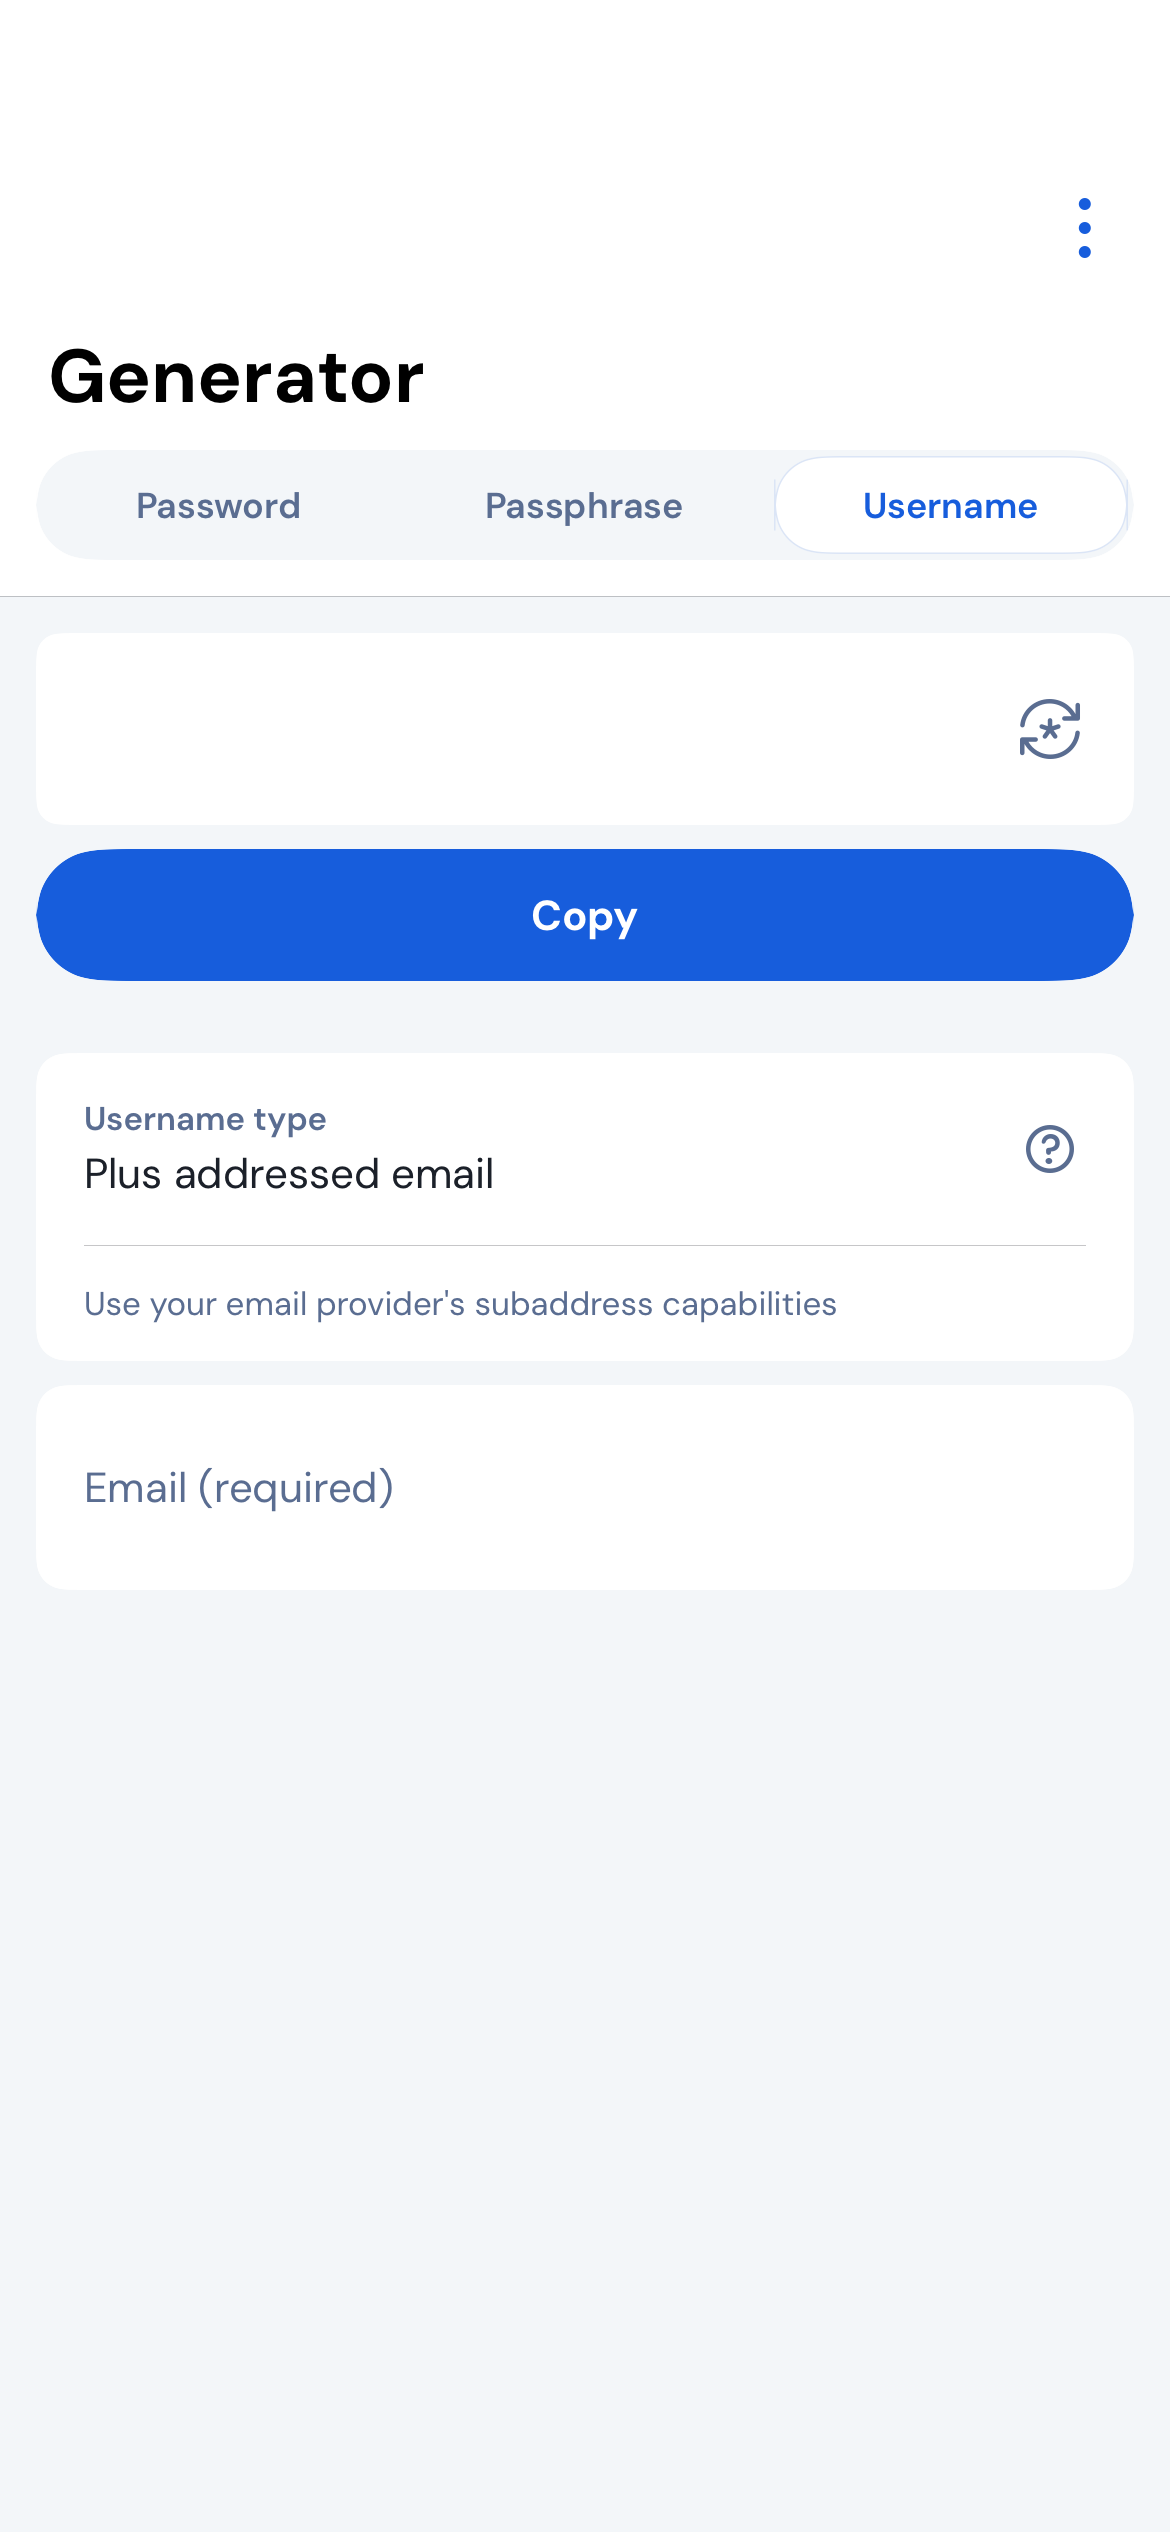 Generator
Password Passphrase Username
Copy
Username type
Plus addressed email
Use your email provider's subaddress capabilities
Email (required)